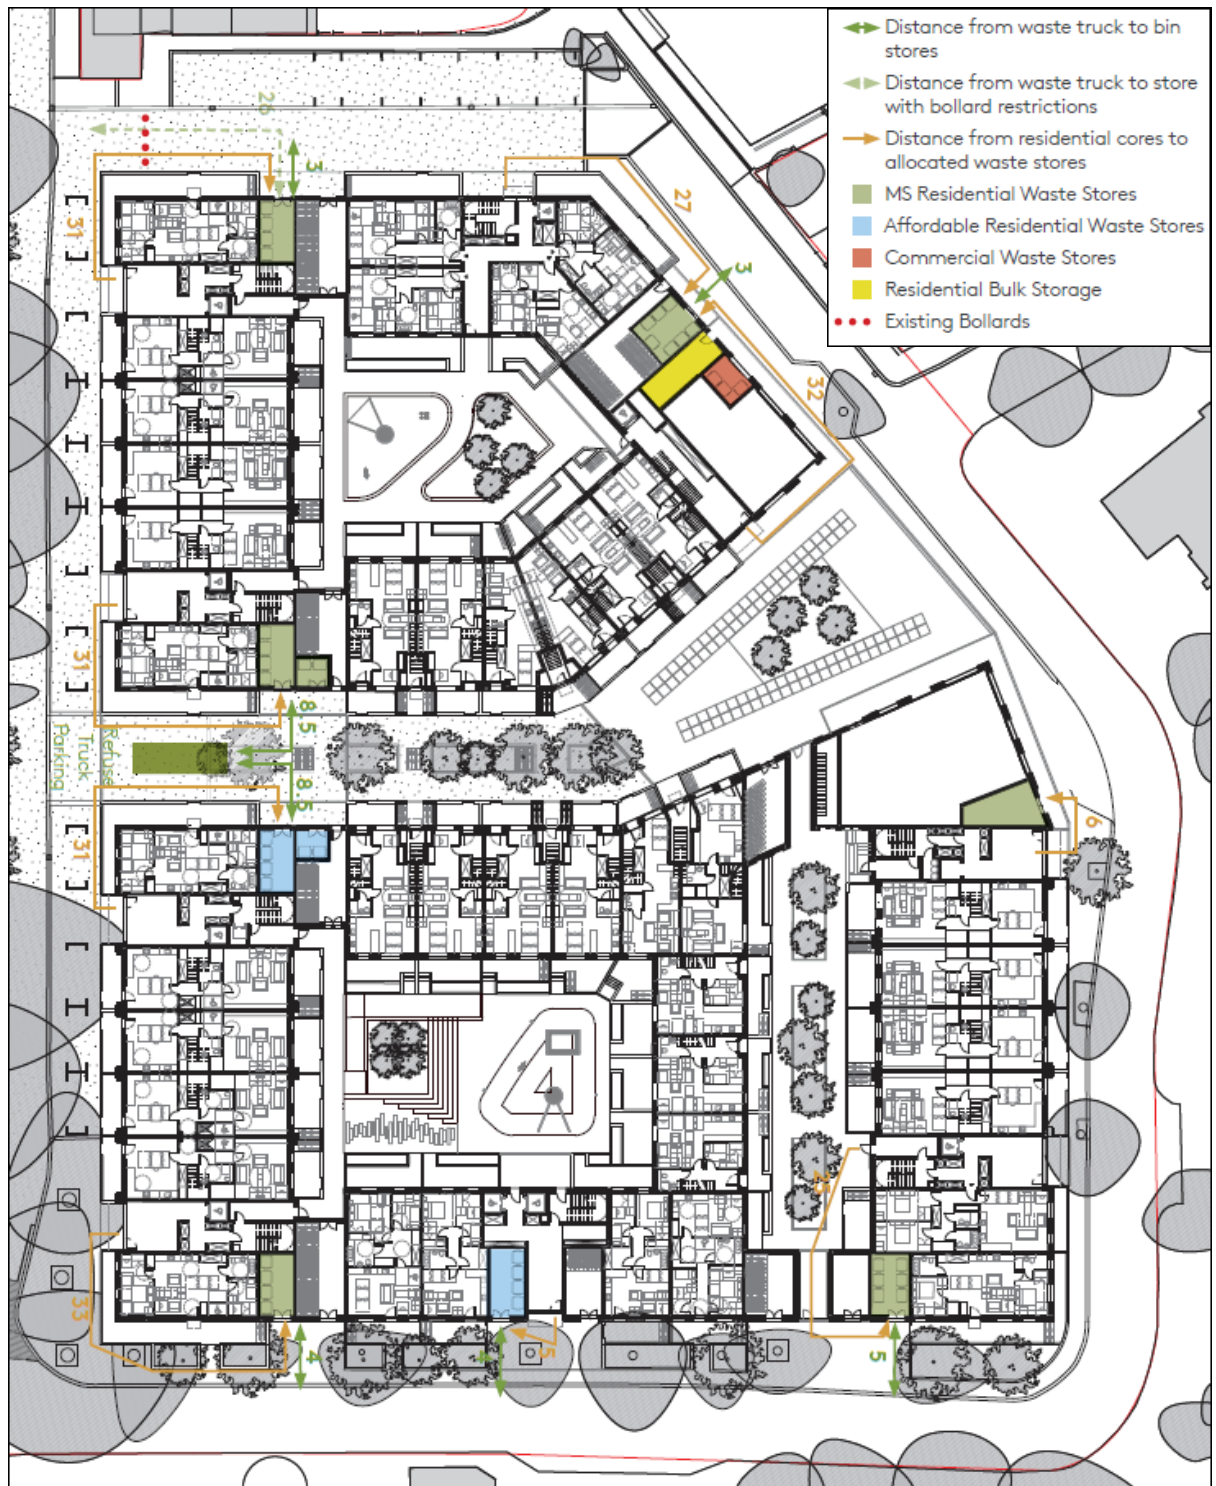 Distance from waste truck to bin
stores
Distance from waste truck to store
with bollard restrictions
Distance from residential cores to
allocated waste stores
MS Residential Waste Stores
Affordable Residential Waste Stores
Commercial Waste Stores
Residential Bulk Storage
Existing Bollards
26
3
31
27
3
32
31
8.5
Refuse
Truck
Parking
8.5
31
6
33
4
4
5
5